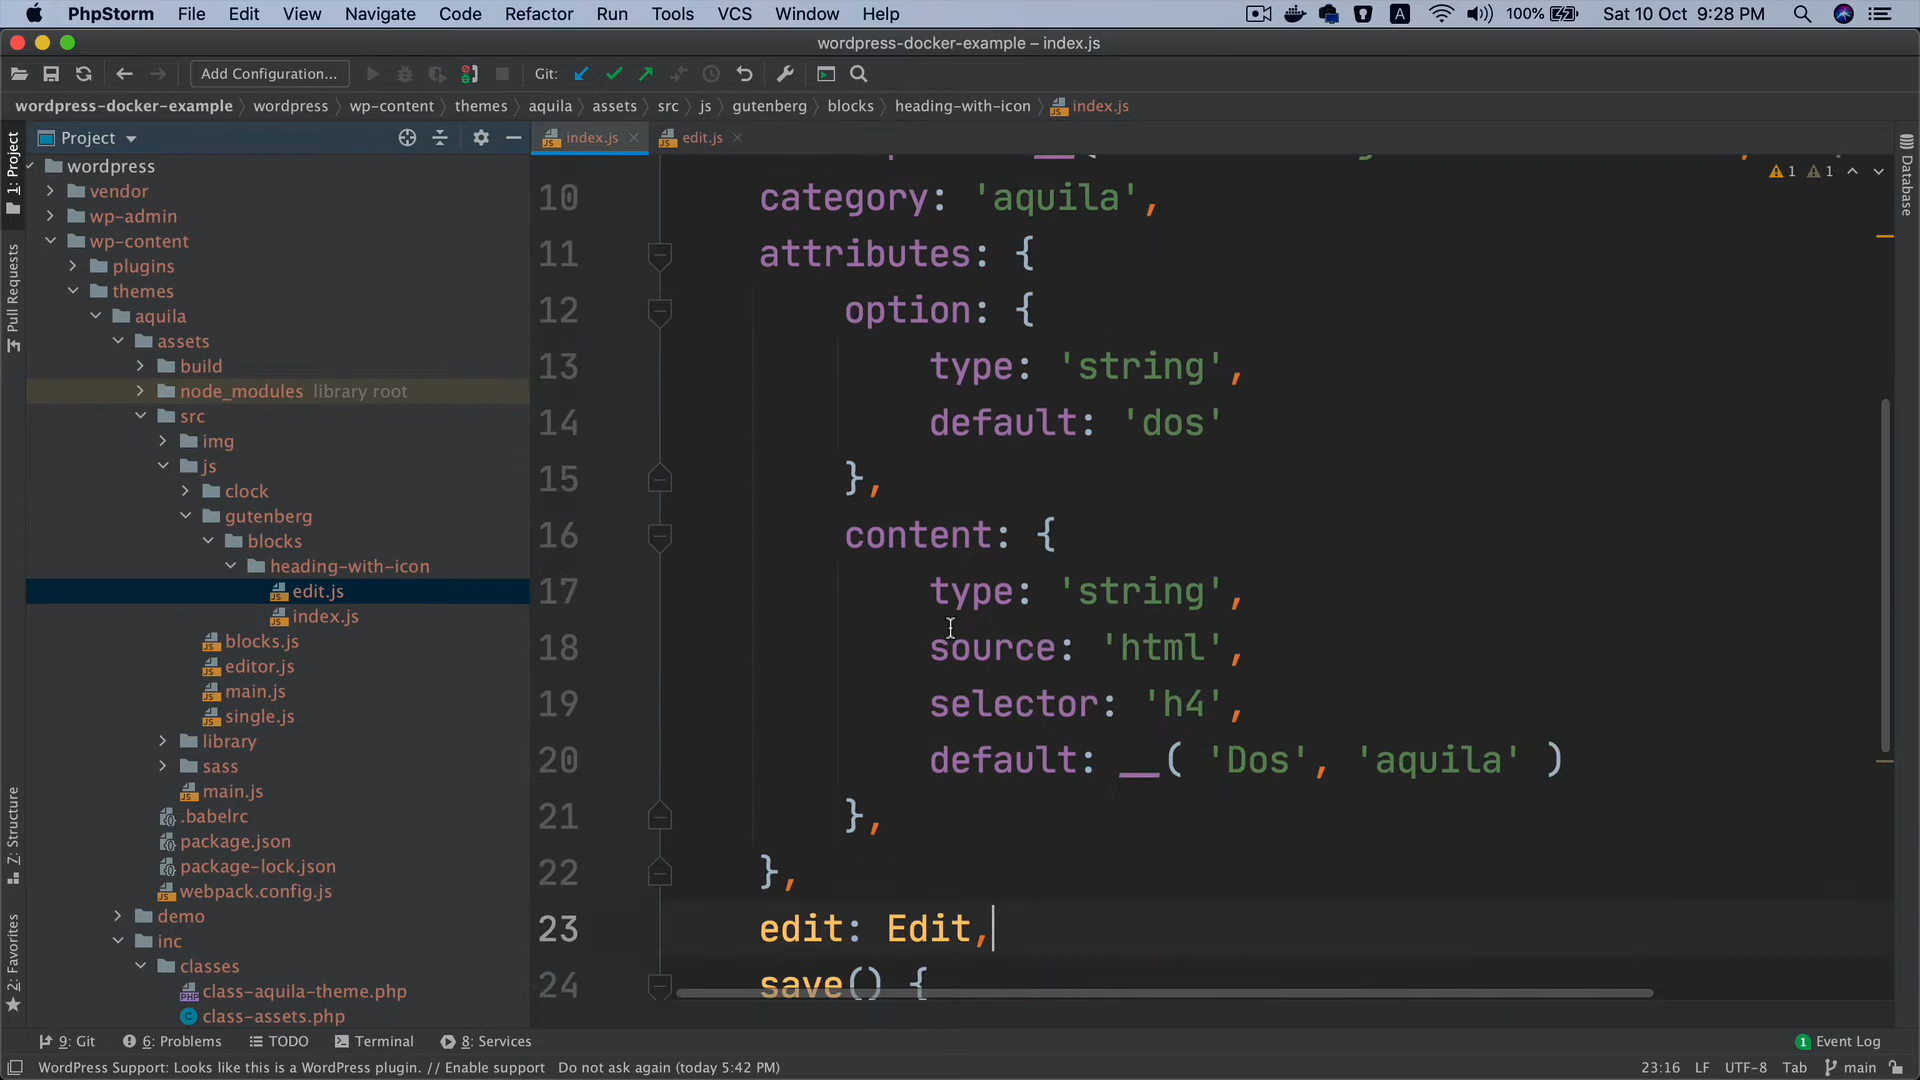 PhpStorm File Edit View Navigate Code Refactor Run Tools VCS Window Help A 100% Sat 10 Oct 9:28 PM
wordpress-docker-example – index.js
Add Configuration... Git:
wordpress-docker-example wordpress wp-content themes aquila assets src js gutenberg blocks heading-with-icon index.js
Project
index.js
edit.js
1: Project
Pull Requests
7: Structure
2: Favorites
Database
wordpress
vendor
wp-admin
wp-content
plugins
themes
aquila
assets
build
node_modules library root
src
img
js
clock
gutenberg
blocks
heading-with-icon
edit.js
index.js
blocks.js
editor.js
main.js
single.js
library
sass
main.js
.babelrc
package.json
package-lock.json
webpack.config.js
demo
inc
classes
class-aquila-theme.php
class-assets.php
1 1
10 category: 'aquila',
11 attributes: {
12 option: {
13 type: 'string',
14 default: 'dos'
15 },
16 content: {
17 type: 'string',
18 source: 'html',
19 selector: 'h4',
20 default: __( 'Dos', 'aquila' )
21 },
22 },
23 edit: Edit,
24 save() {
9: Git 6: Problems TODO Terminal 8: Services 1 Event Log
WordPress Support: Looks like this is a WordPress plugin. // Enable support Do not ask again (today 5:42 PM) 23:16 LF UTF-8 Tab main